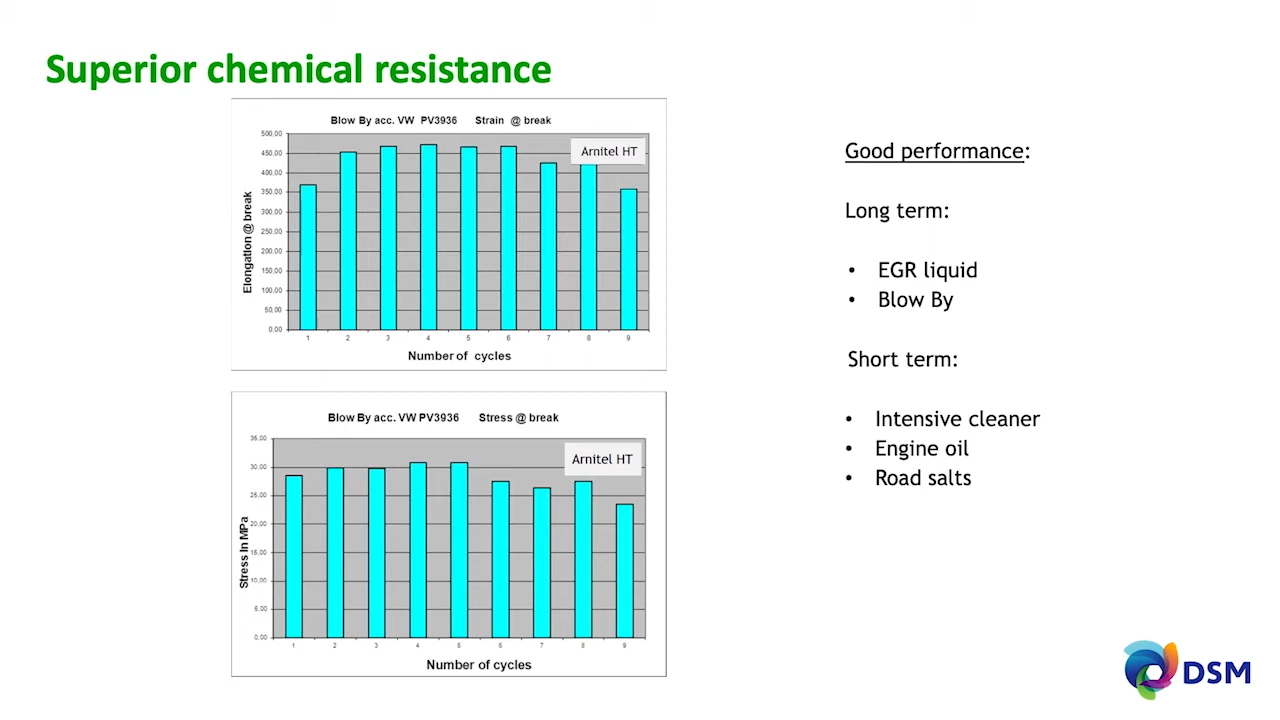 Superior chemical resistance
Blow By acc. VW PV3936 Strain @ break
Arnitel HT
500,00
450,00
400,00
350,00
300,00
250,00
200,00
150,00
100,00
50,00
0,00
Elongation @ break
1 2 3 4 5 6 7 8 9
Number of cycles
Blow By acc. VW PV3936 Stress @ break
Arnitel HT
35,00
30,00
25,00
20,00
15,00
10,00
5,00
0,00
Stress In MPa
1 2 3 4 5 6 7 8 9
Number of cycles
Good performance:
Long term:
• EGR liquid
• Blow By
Short term:
• Intensive cleaner
• Engine oil
• Road salts
DSM